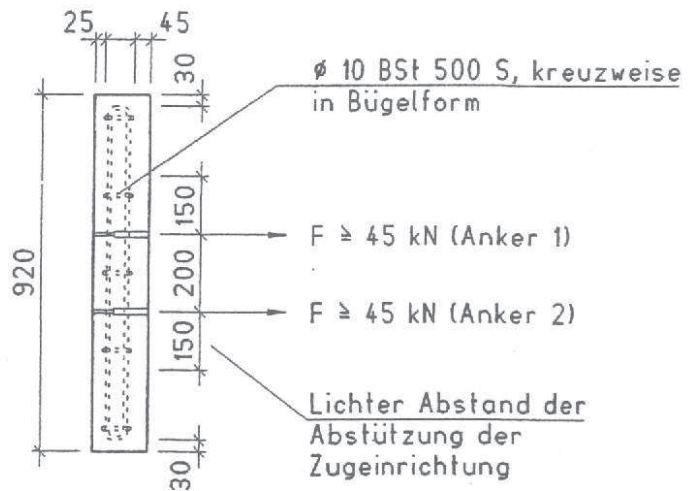 25 45
30
ø 10 BSt 500 S, kreuzweise
in Bügelform
150
F ≧ 45 kN (Anker 1)
920
200
F ≧ 45 kN (Anker 2)
150
Lichter Abstand der
Abstützung der
Zugeinrichtung
30